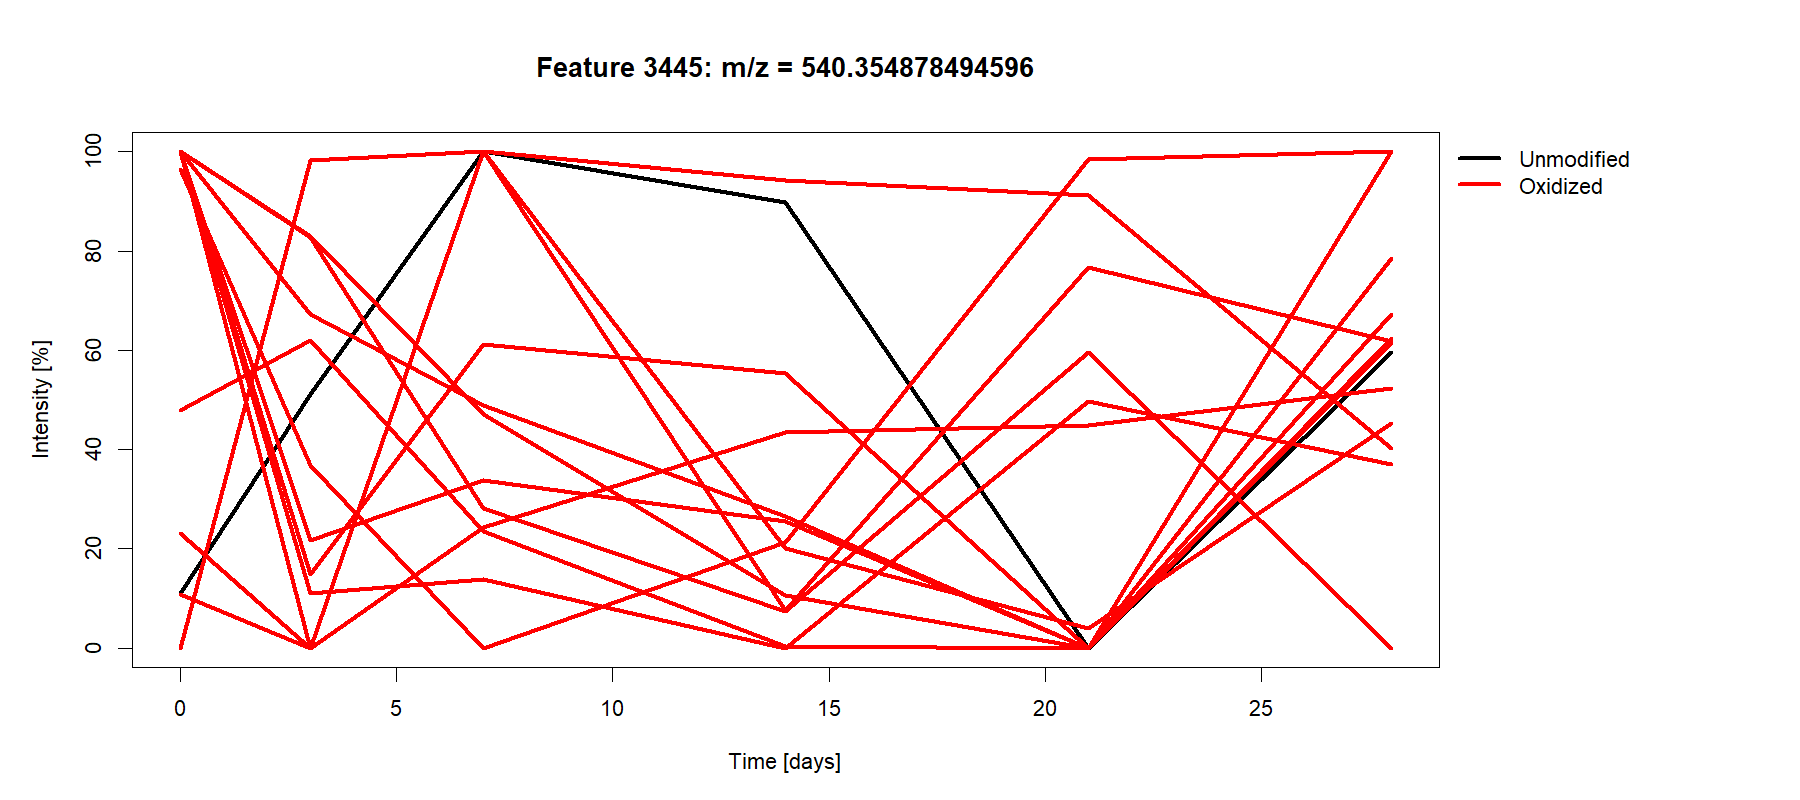 Feature 3445: m/z = 540.354878494596
Unmodified
Oxidized
Intensity [%]
100
80
60
40
20
0
0 5 10 15 20 25
Time [days]